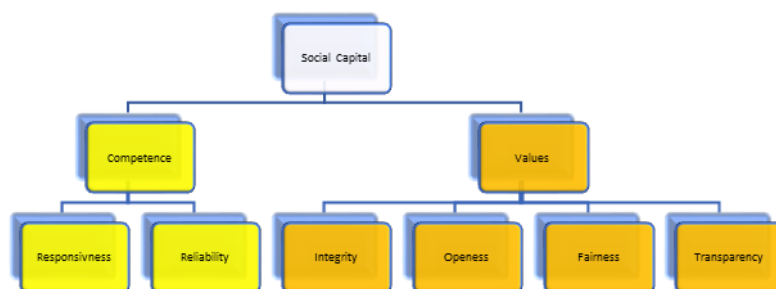 Social Capital
Competence
Values
Responsivness
Reliability
Integrity
Openess
Fairness
Transparency